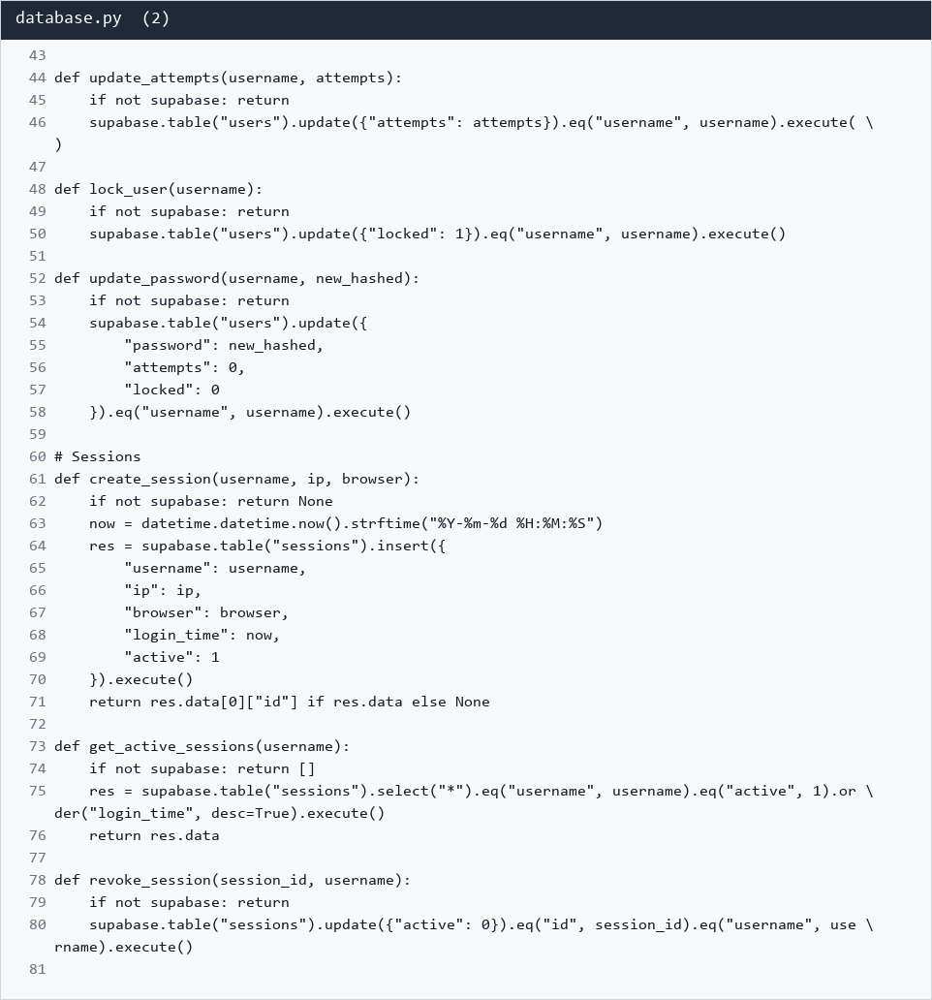 database.py  (2)
43
44 def update_attempts(username, attempts):
45     if not supabase: return
46     supabase.table("users").update({"attempts": attempts}).eq("username", username).execute( \
)
47
48 def lock_user(username):
49     if not supabase: return
50     supabase.table("users").update({"locked": 1}).eq("username", username).execute()
51
52 def update_password(username, new_hashed):
53     if not supabase: return
54     supabase.table("users").update({
55         "password": new_hashed,
56         "attempts": 0,
57         "locked": 0
58     }).eq("username", username).execute()
59
60 # Sessions
61 def create_session(username, ip, browser):
62     if not supabase: return None
63     now = datetime.datetime.now().strftime("%Y-%m-%d %H:%M:%S")
64     res = supabase.table("sessions").insert({
65         "username": username,
66         "ip": ip,
67         "browser": browser,
68         "login_time": now,
69         "active": 1
70     }).execute()
71     return res.data[0]["id"] if res.data else None
72
73 def get_active_sessions(username):
74     if not supabase: return []
75     res = supabase.table("sessions").select("*").eq("username", username).eq("active", 1).or \
der("login_time", desc=True).execute()
76     return res.data
77
78 def revoke_session(session_id, username):
79     if not supabase: return
80     supabase.table("sessions").update({"active": 0}).eq("id", session_id).eq("username", use \
rname).execute()
81